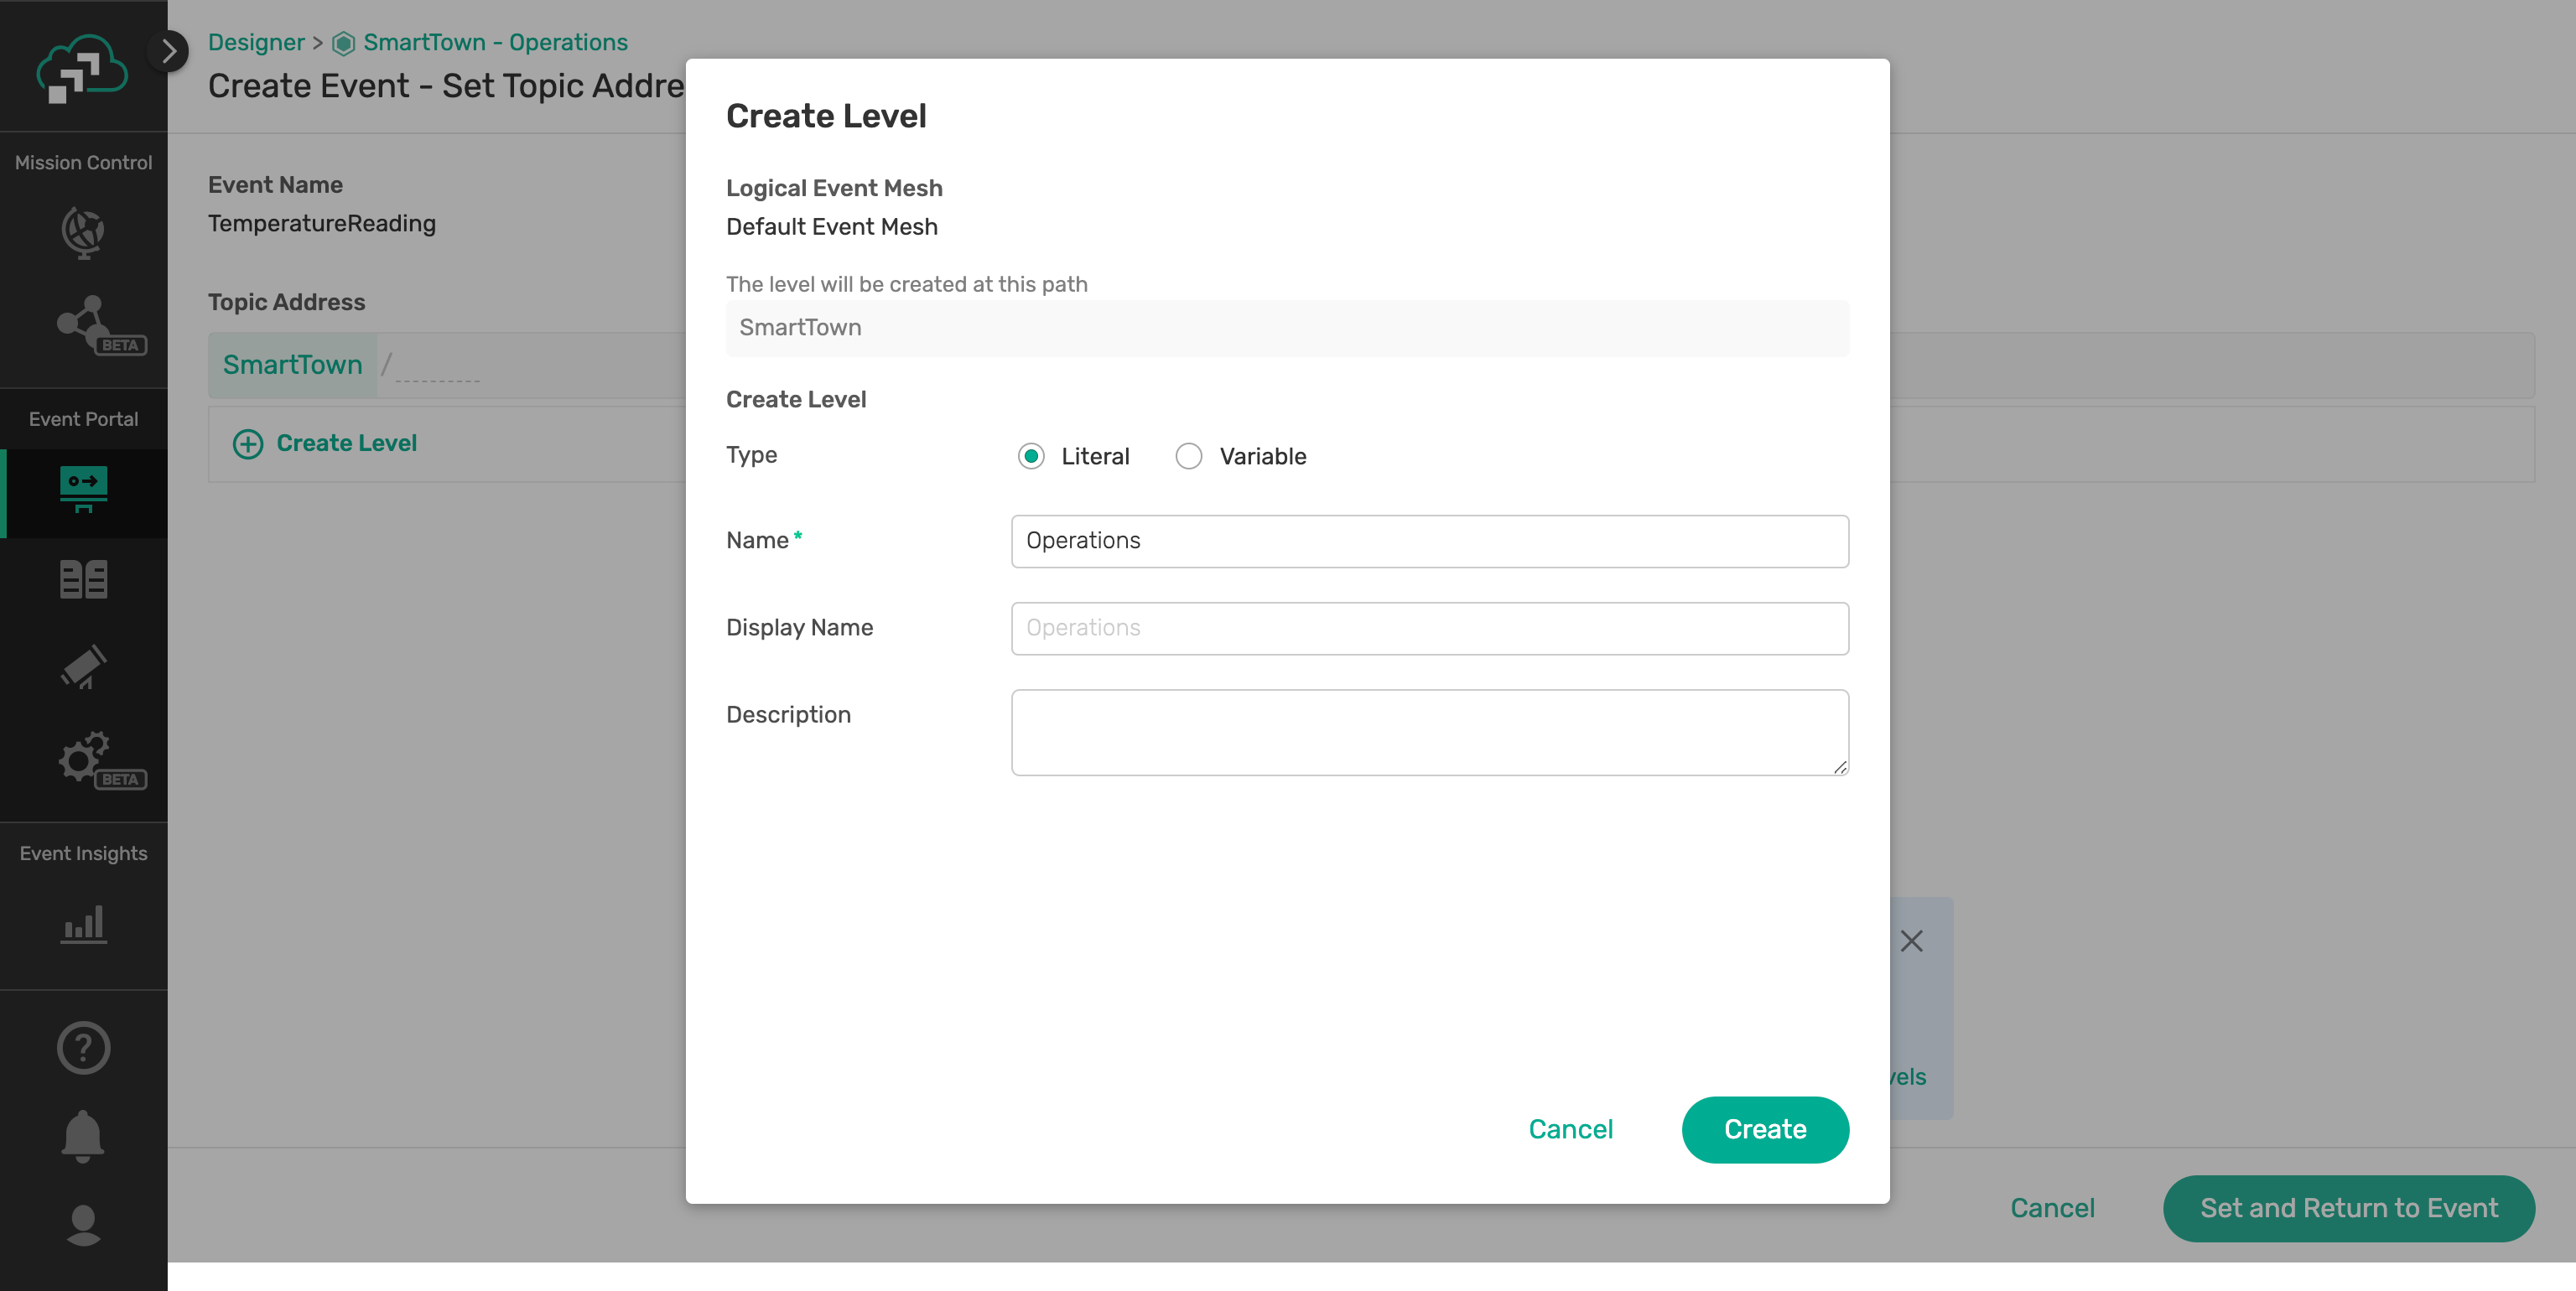 Designer > SmartTown - Operations
Create Event - Set Topic Addre
Mission Control
BETA
Event Portal
BETA
Event Insights
?
Event Name
TemperatureReading
Topic Address
SmartTown /
Create Level
Create Level
Logical Event Mesh
Default Event Mesh
The level will be created at this path
SmartTown
Create Level
Type Literal Variable
Name* Operations
Display Name Operations
Description
Cancel Create
vels
Cancel Set and Return to Event